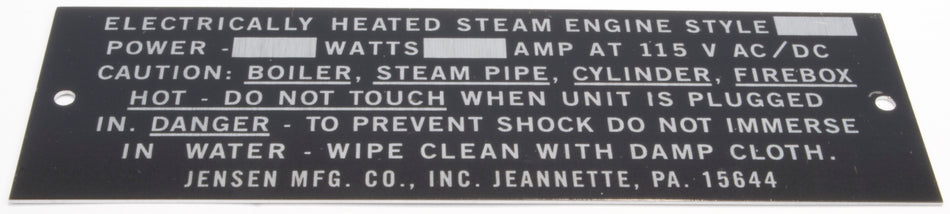 ELECTRICALLY HEATED STEAM ENGINE STYLE
POWER - WATTS AMP AT 115 V AC/DC
CAUTION: BOILER, STEAM PIPE, CYLINDER, FIREBOX
HOT - DO NOT TOUCH WHEN UNIT IS PLUGGED
IN. DANGER - TO PREVENT SHOCK DO NOT IMMERSE
IN WATER - WIPE CLEAN WITH DAMP CLOTH.
JENSEN MFG. CO., INC. JEANNETTE, PA. 15644